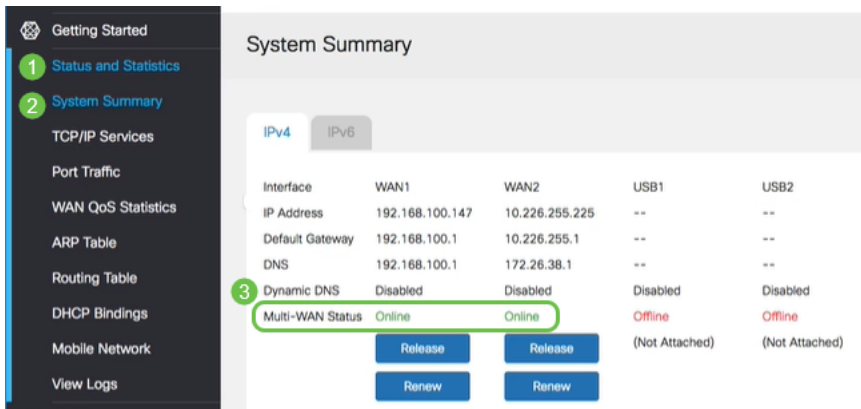 Getting Started
1 Status and Statistics
2 System Summary
TCP/IP Services
Port Traffic
WAN QoS Statistics
ARP Table
Routing Table
DHCP Bindings
Mobile Network
View Logs
System Summary
IPv4 IPv6
Interface WAN1 WAN2 USB1 USB2
IP Address 192.168.100.147 10.226.255.225 -- --
Default Gateway 192.168.100.1 10.226.255.1 -- --
DNS 192.168.100.1 172.26.38.1 -- --
3 Dynamic DNS Disabled Disabled Disabled Disabled
Multi-WAN Status Online Online Offline Offline
Release Release (Not Attached) (Not Attached)
Renew Renew